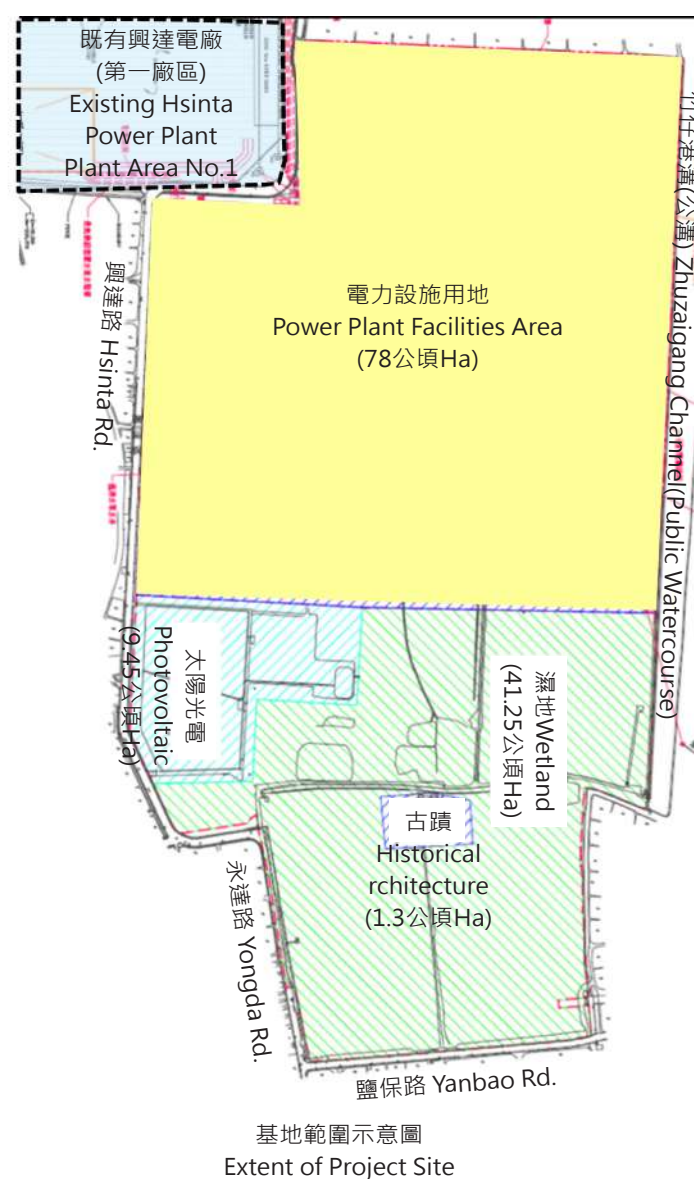 既有興達電廠
(第一廠區)
Existing Hsinta
Power Plant
Plant Area No.1
興達路 Hsinta Rd.
電力設施用地
Power Plant Facilities Area
(78公頃Ha)
竹仔港溝(公溝) Zhuzaigang Channel(Public Watercourse)
太陽光電
Photovoltaic
(9.45公頃Ha)
濕地Wetland
(41.25公頃Ha)
古蹟
Historical
rchitecture
(1.3公頃Ha)
永達路 Yongda Rd.
鹽保路 Yanbao Rd.
基地範圍示意圖
Extent of Project Site